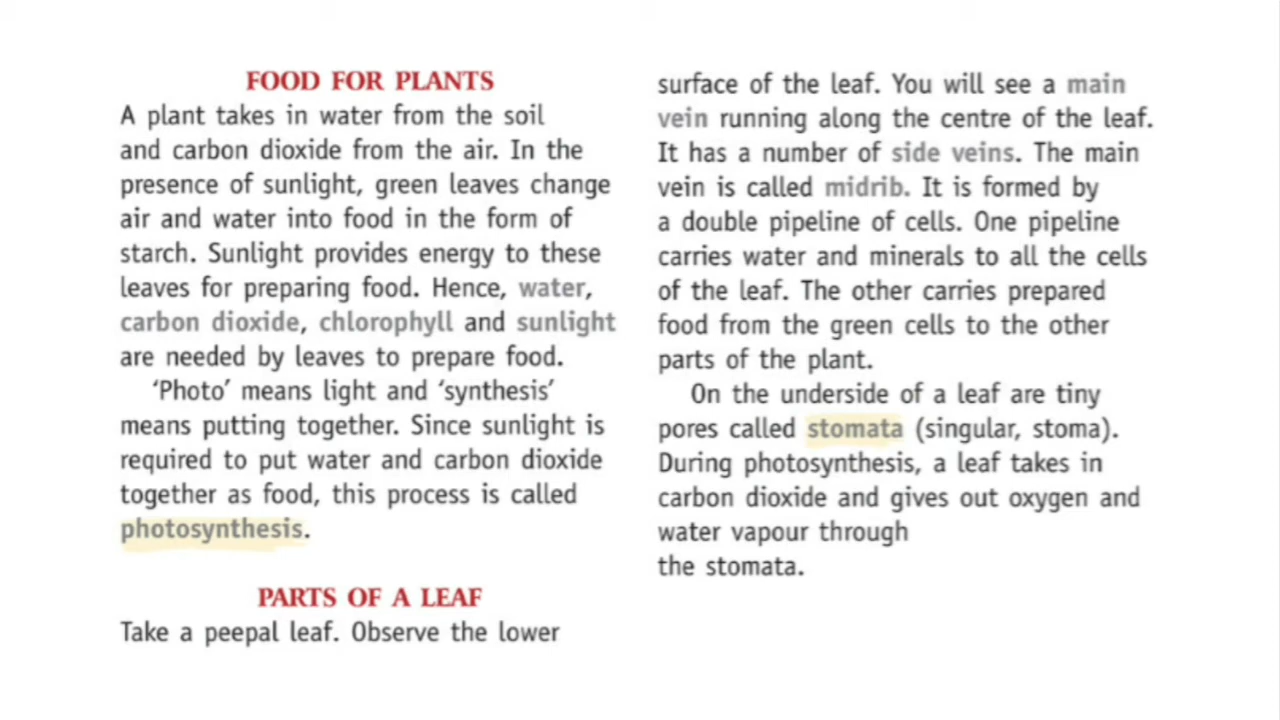 FOOD FOR PLANTS
A plant takes in water from the soil
and carbon dioxide from the air. In the
presence of sunlight, green leaves change
air and water into food in the form of
starch. Sunlight provides energy to these
leaves for preparing food. Hence, water,
carbon dioxide, chlorophyll and sunlight
are needed by leaves to prepare food.
‘Photo’ means light and ‘synthesis’
means putting together. Since sunlight is
required to put water and carbon dioxide
together as food, this process is called
photosynthesis.
PARTS OF A LEAF
Take a peepal leaf. Observe the lower
surface of the leaf. You will see a main
vein running along the centre of the leaf.
It has a number of side veins. The main
vein is called midrib. It is formed by
a double pipeline of cells. One pipeline
carries water and minerals to all the cells
of the leaf. The other carries prepared
food from the green cells to the other
parts of the plant.
On the underside of a leaf are tiny
pores called stomata (singular, stoma).
During photosynthesis, a leaf takes in
carbon dioxide and gives out oxygen and
water vapour through
the stomata.